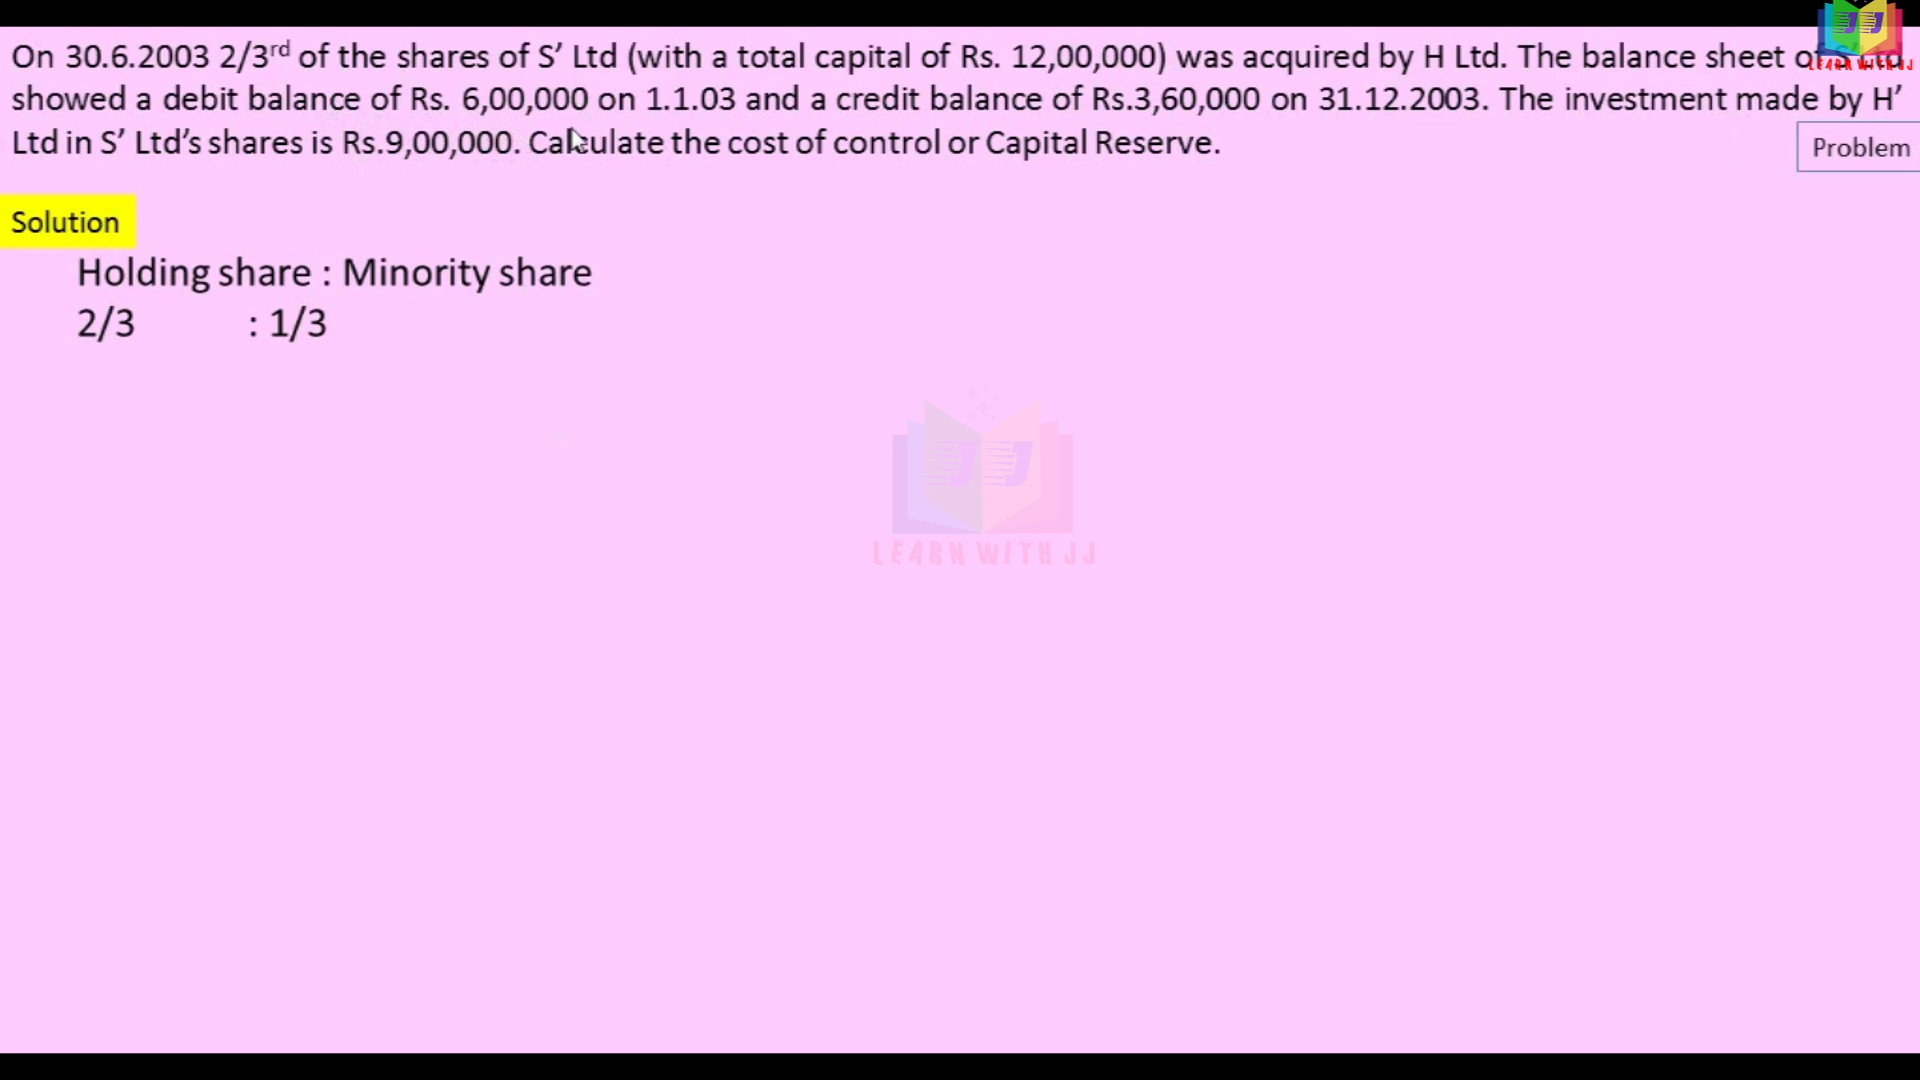 On 30.6.2003 2/3rd of the shares of S’ Ltd (with a total capital of Rs. 12,00,000) was acquired by H Ltd. The balance sheet of
showed a debit balance of Rs. 6,00,000 on 1.1.03 and a credit balance of Rs.3,60,000 on 31.12.2003. The investment made by H’
Ltd in S’ Ltd’s shares is Rs.9,00,000. Calculate the cost of control or Capital Reserve.
LEARN WITH JJ
Problem
Solution
Holding share : Minority share
2/3 : 1/3
JJ
LEARN WITH JJ